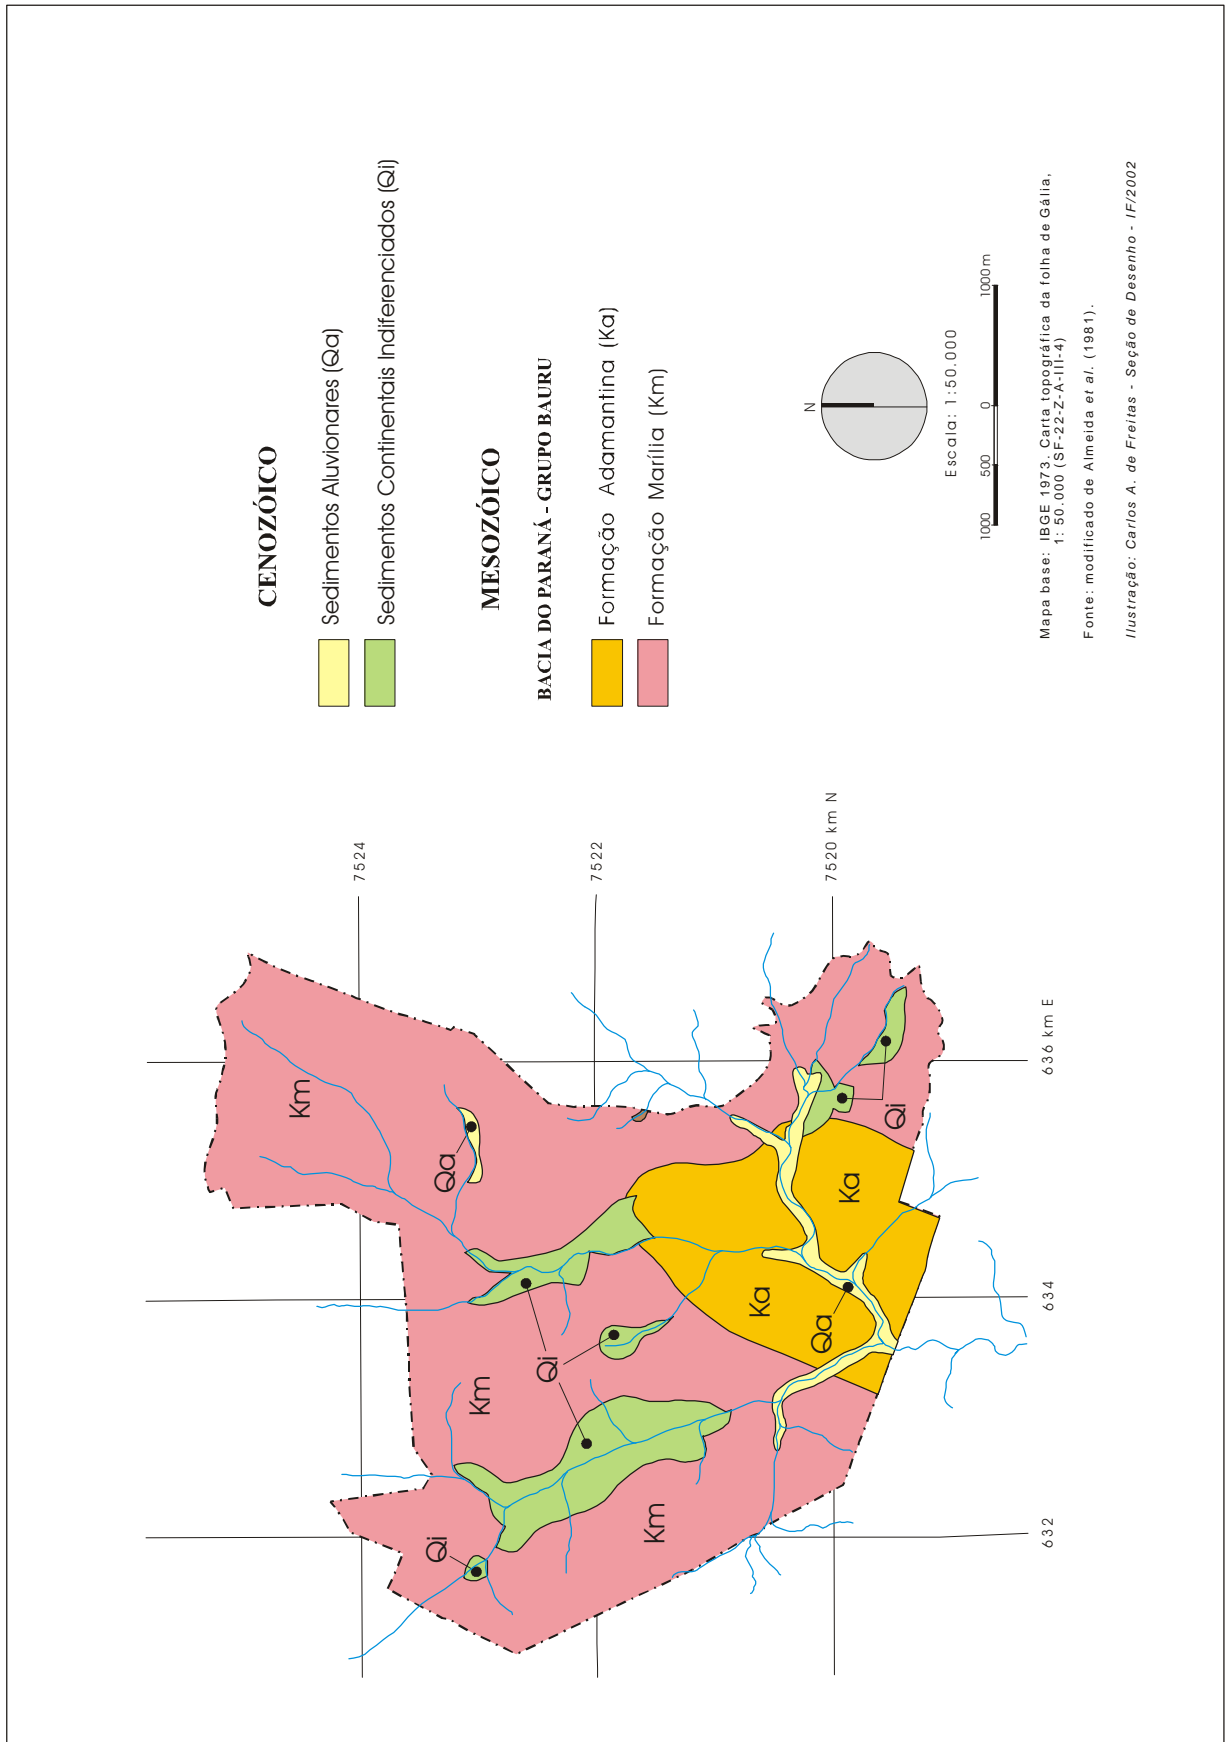 CENOZÓICO
Sedimentos Aluvionares (Qa)
Sedimentos Continentais Indiferenciados (Qi)
MESOZÓICO
BACIA DO PARANÁ - GRUPO BAURU
Formação Adamantina (Ka)
Formação Marília (Km)
N
Escala: 1:50.000
1000 500 0 1000m
Mapa base: IBGE 1973. Carta topográfica da folha de Gália,
1: 50.000 (SF-22-Z-A-III-4)
Fonte: modificado de Almeida et al. (1981).
Ilustração: Carlos A. de Freitas - Seção de Desenho - IF/2002
7524
7522
7520 km N
636 km E
634
632
Km
Qa
Qi
Ka
Ka
Qa
Qi
Km
Km
Qi